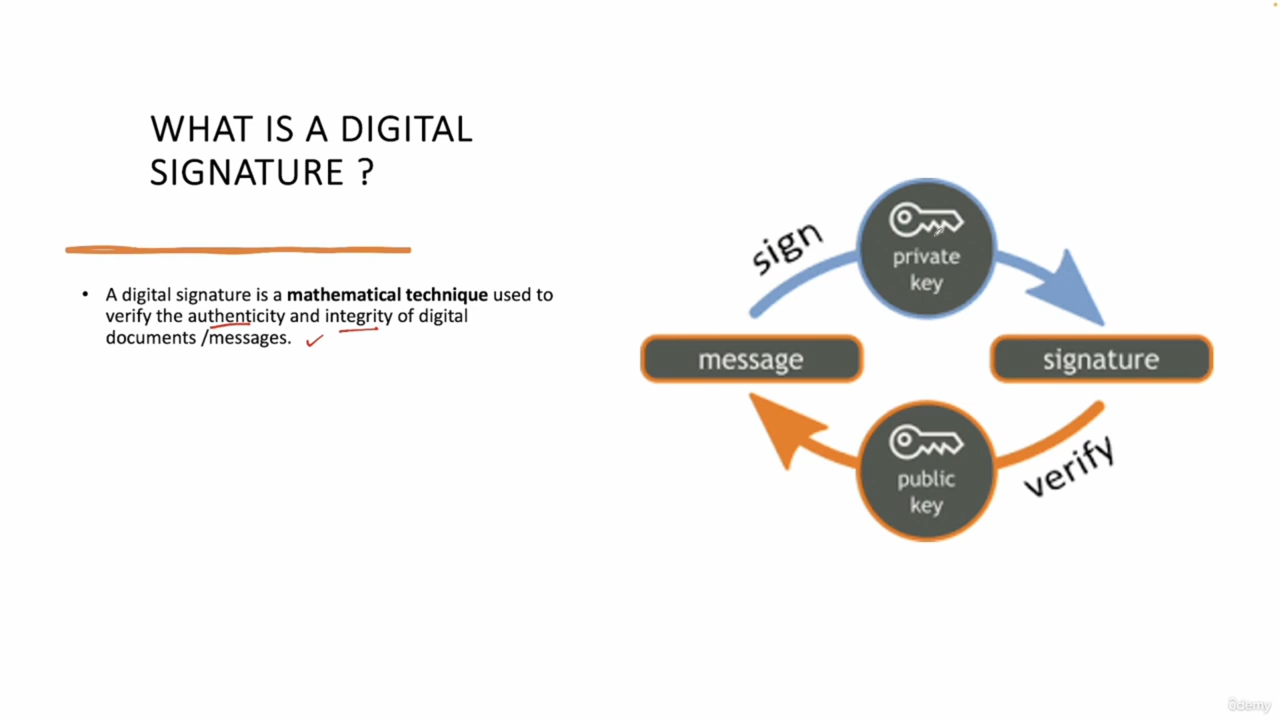 WHAT IS A DIGITAL
SIGNATURE ?
• A digital signature is a mathematical technique used to
verify the authenticity and integrity of digital
documents /messages.
sign
private
key
message
signature
public
key
verify
ûdemy